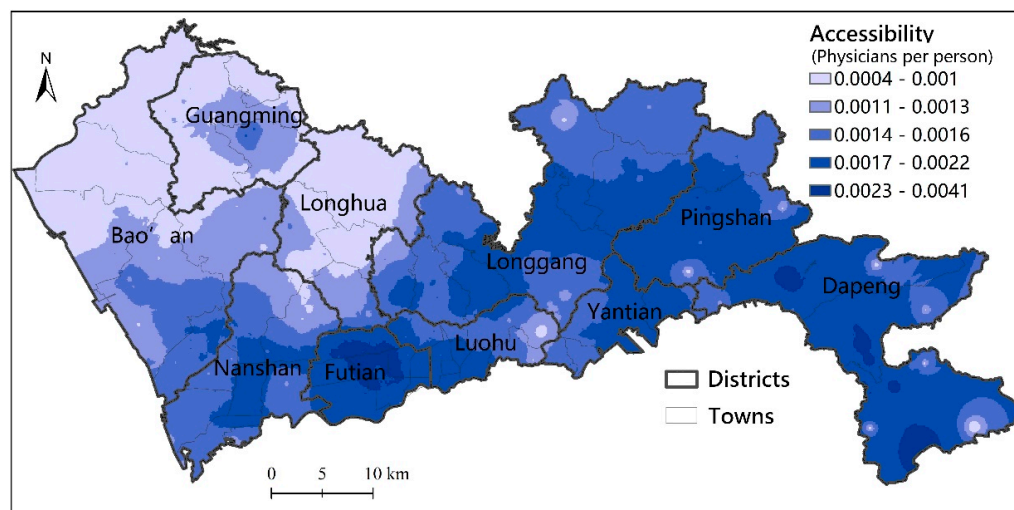 Accessibility
(Physicians per person)
0.0004 - 0.001
0.0011 - 0.0013
0.0014 - 0.0016
0.0017 - 0.0022
0.0023 - 0.0041
N
Guangming
Longhua
Bao’an
Pingshan
Longgang
Dapeng
Yantian
Luohu
Nanshan
Futian
Districts
Towns
0 5 10 km